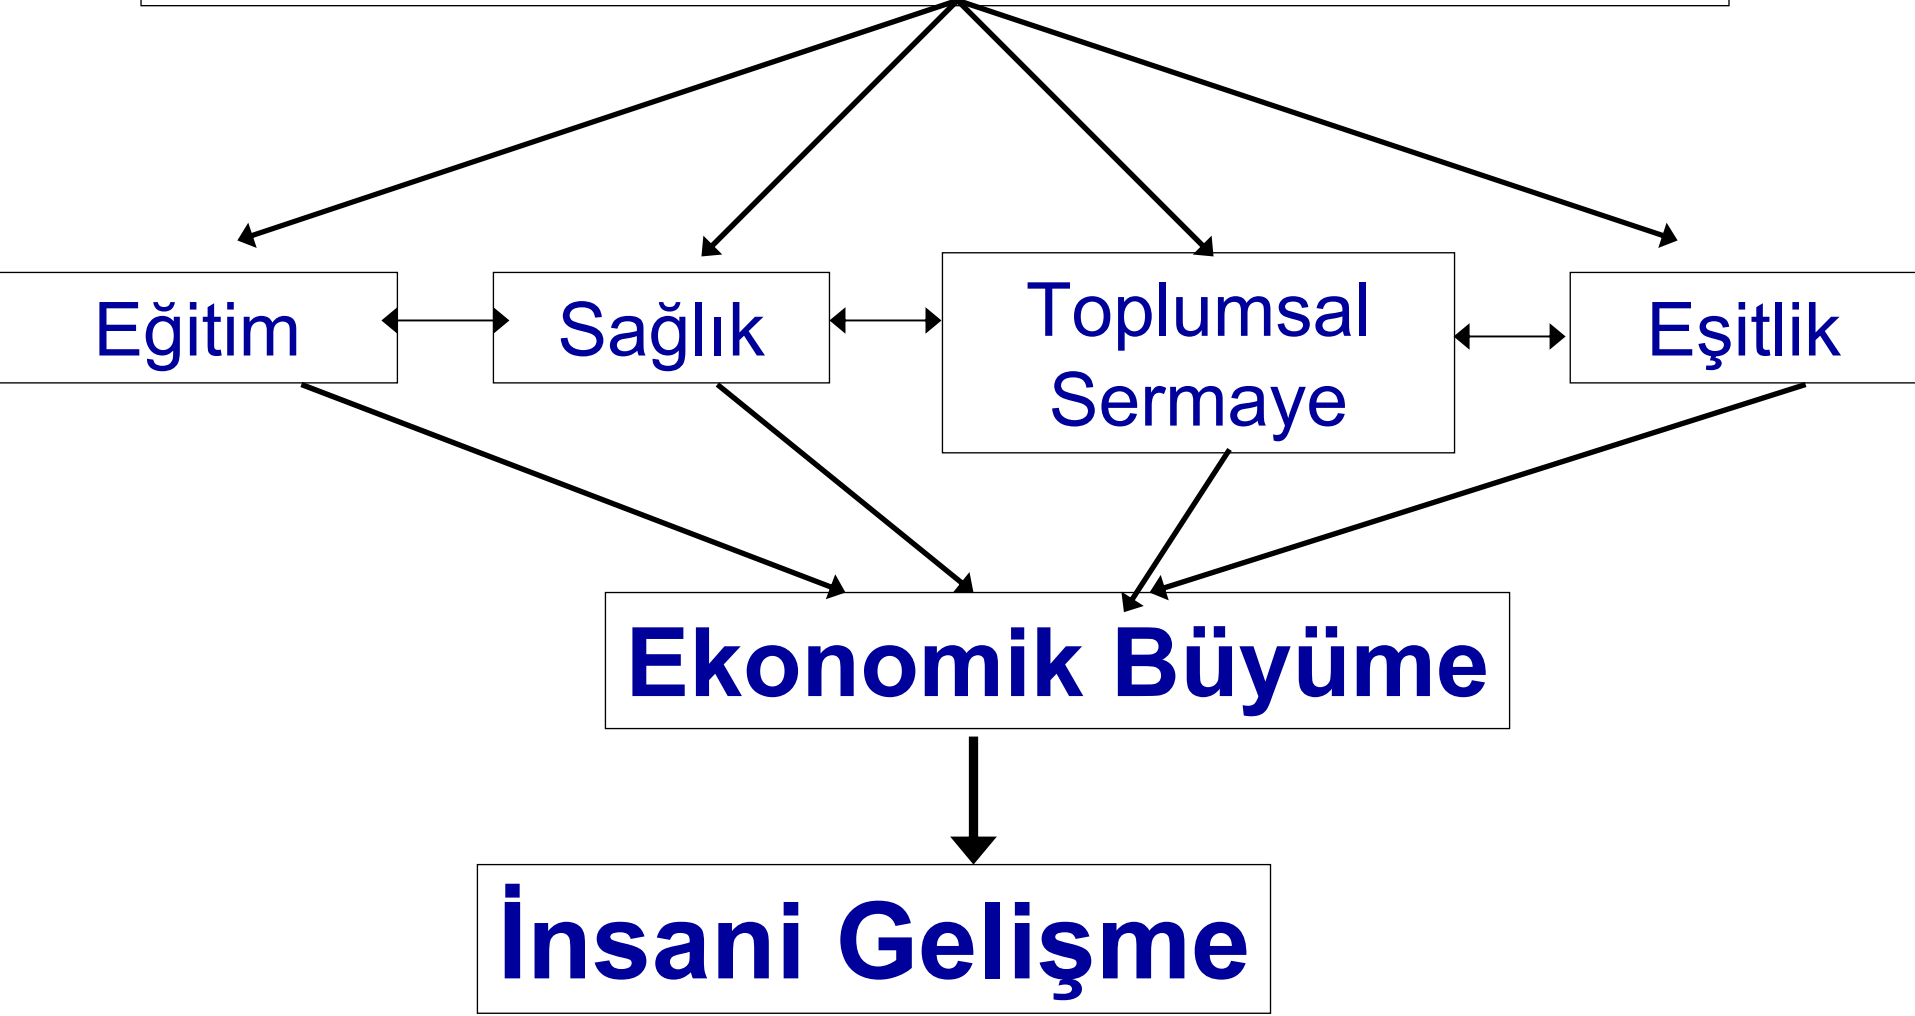 Eğitim
Sağlık
Toplumsal
Sermaye
Eşitlik
Ekonomik Büyüme
İnsani Gelişme